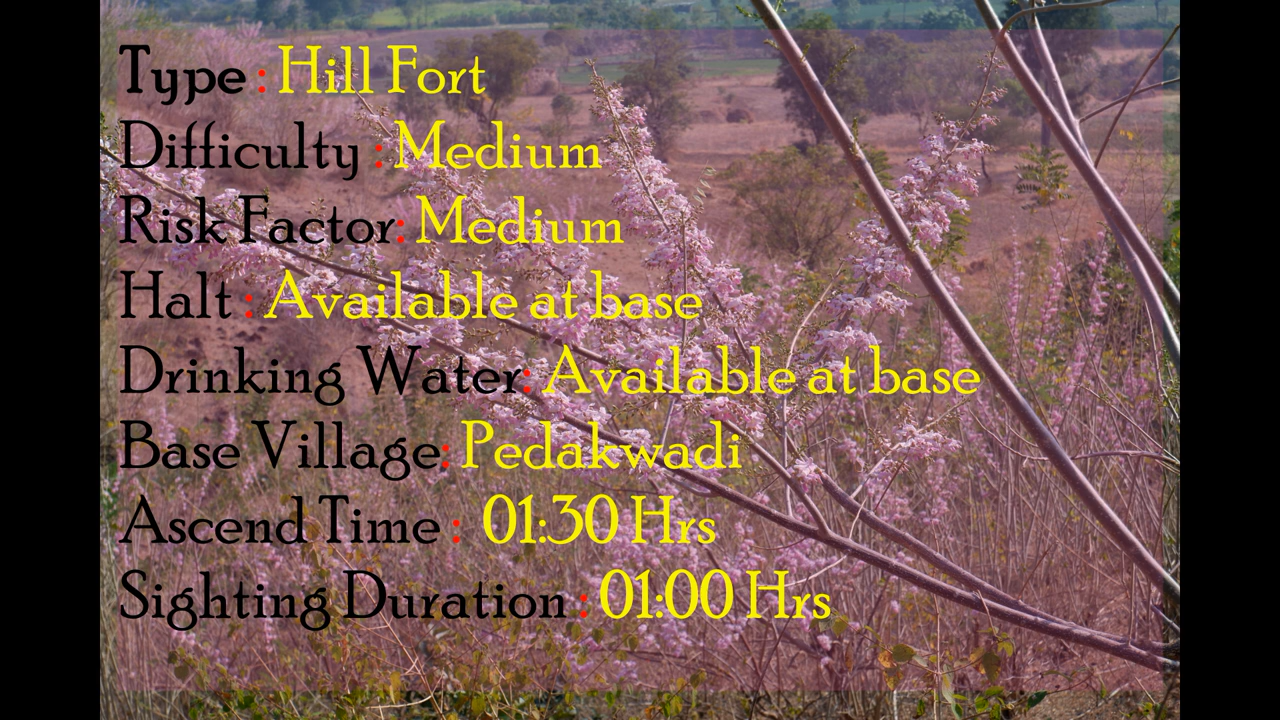 Type : Hill Fort
Difficulty : Medium
Risk Factor: Medium
Halt : Available at base
Drinking Water: Available at base
Base Village: Pedakwadi
Ascend Time : 01:30 Hrs
Sighting Duration : 01:00 Hrs